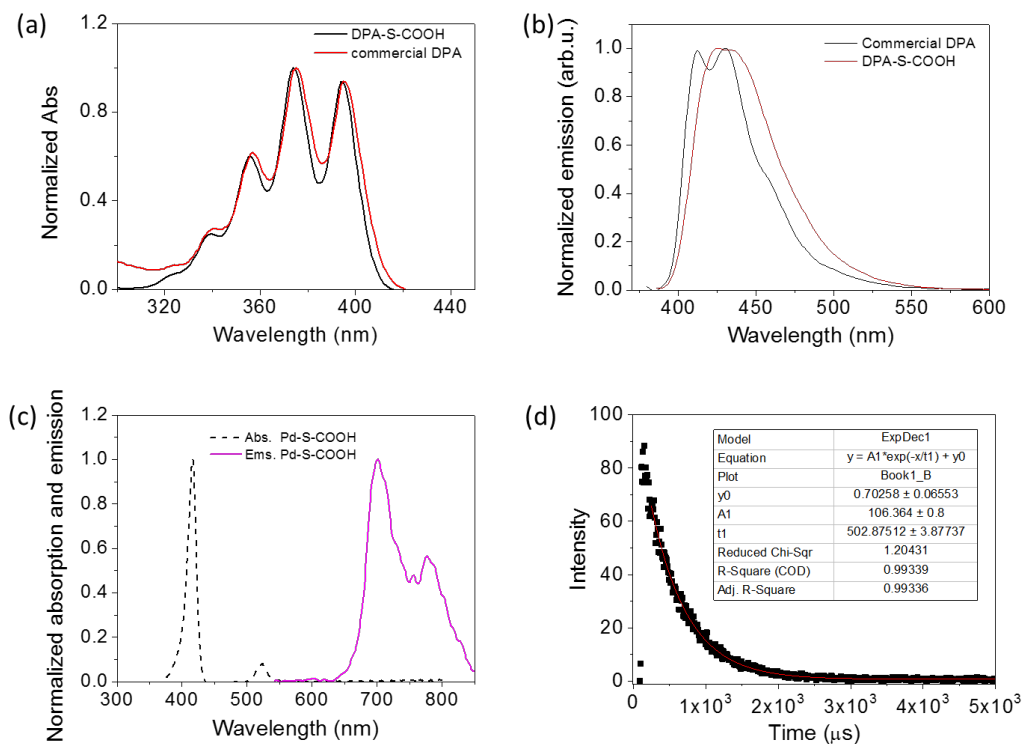 (a)
1.2
0.8
0.4
0.0
Normalized Abs
DPA-S-COOH
commercial DPA
320 360 400 440
Wavelength (nm)
(b)
1.0
0.8
0.6
0.4
0.2
0.0
Normalized emission (arb.u.)
Commercial DPA
DPA-S-COOH
400 450 500 550 600
Wavelength (nm)
(c)
1.2
1.0
0.8
0.6
0.4
0.2
0.0
Normalized absorption and emission
Abs. Pd-S-COOH
Ems. Pd-S-COOH
300 400 500 600 700 800
Wavelength (nm)
(d)
100
80
60
40
20
0
Intensity
Model ExpDec1
Equation y = A1*exp(-x/t1) + y0
Plot Book1_B
y0 0.70258 ± 0.06553
A1 106.364 ± 0.8
t1 502.87512 ± 3.87737
Reduced Chi-Sqr 1.20431
R-Square (COD) 0.99339
Adj. R-Square 0.99336
0 1x10³ 2x10³ 3x10³ 4x10³ 5x10³
Time (μs)